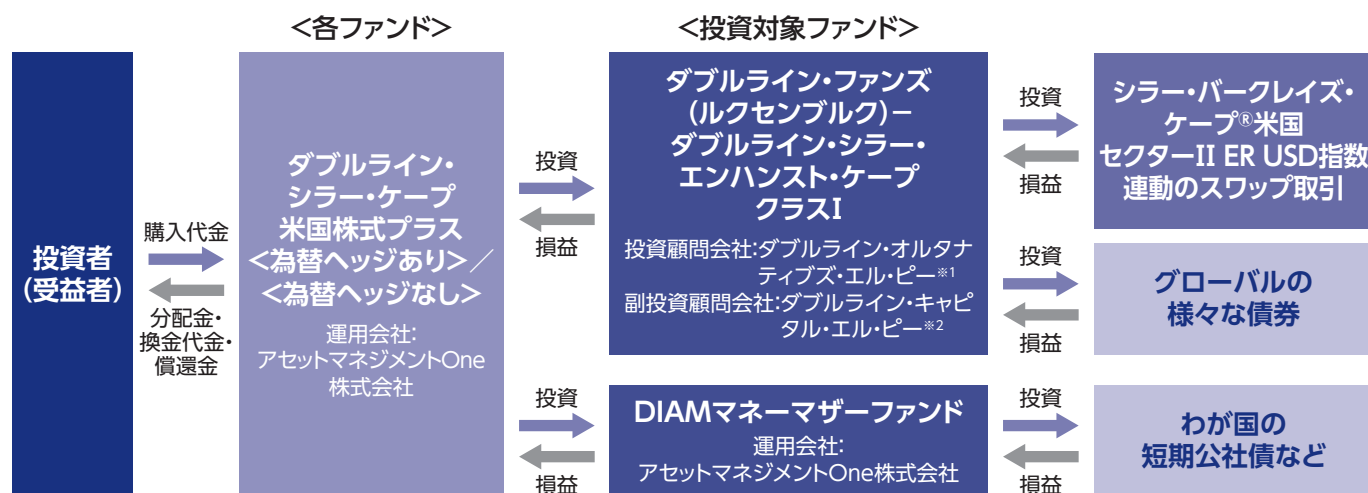 <各ファンド>
<投資対象ファンド>
投資者
(受益者)
購入代金
分配金・
換金代金・
償還金
ダブルライン・
シラー・ケープ
米国株式プラス
<為替ヘッジあり>/
<為替ヘッジなし>
運用会社:
アセットマネジメントOne
株式会社
投資
損益
ダブルライン・ファンズ
(ルクセンブルク)−
ダブルライン・シラー・
エンハンスト・ケープ
クラスI
投資顧問会社:ダブルライン・オルタナ
ティブズ・エル・ピー※1
副投資顧問会社:ダブルライン・キャピ
タル・エル・ピー※2
投資
損益
シラー・バークレイズ・
ケープ®米国
セクターII ER USD指数
連動のスワップ取引
投資
損益
グローバルの
様々な債券
投資
損益
DIAMマネーマザーファンド
運用会社:
アセットマネジメントOne株式会社
投資
損益
わが国の
短期公社債など